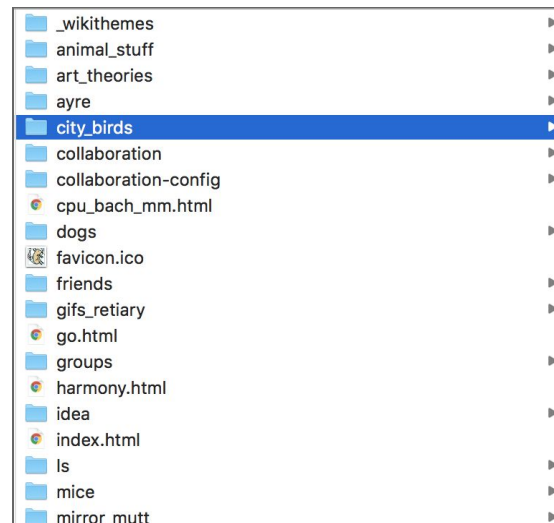 _wikithemes
animal_stuff
art_theories
ayre
city_birds
collaboration
collaboration-config
cpu_bach_mm.html
dogs
favicon.ico
friends
gifs_retiary
go.html
groups
harmony.html
idea
index.html
ls
mice
mirror_mutt